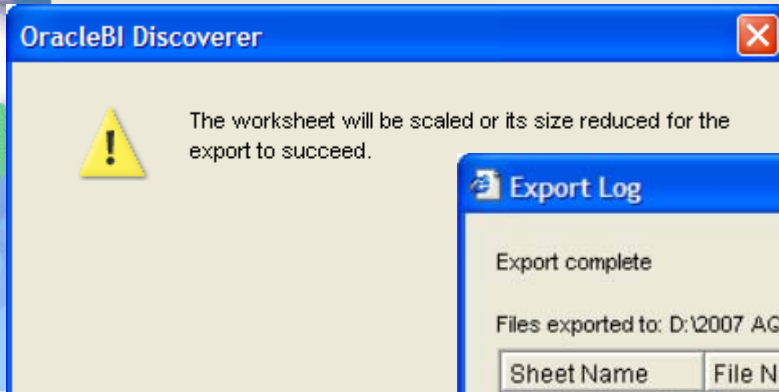 OracleBI Discoverer
The worksheet will be scaled or its size reduced for the
export to succeed.
Export Log
Export complete
Files exported to: D:\2007 AQ
Sheet Name File N